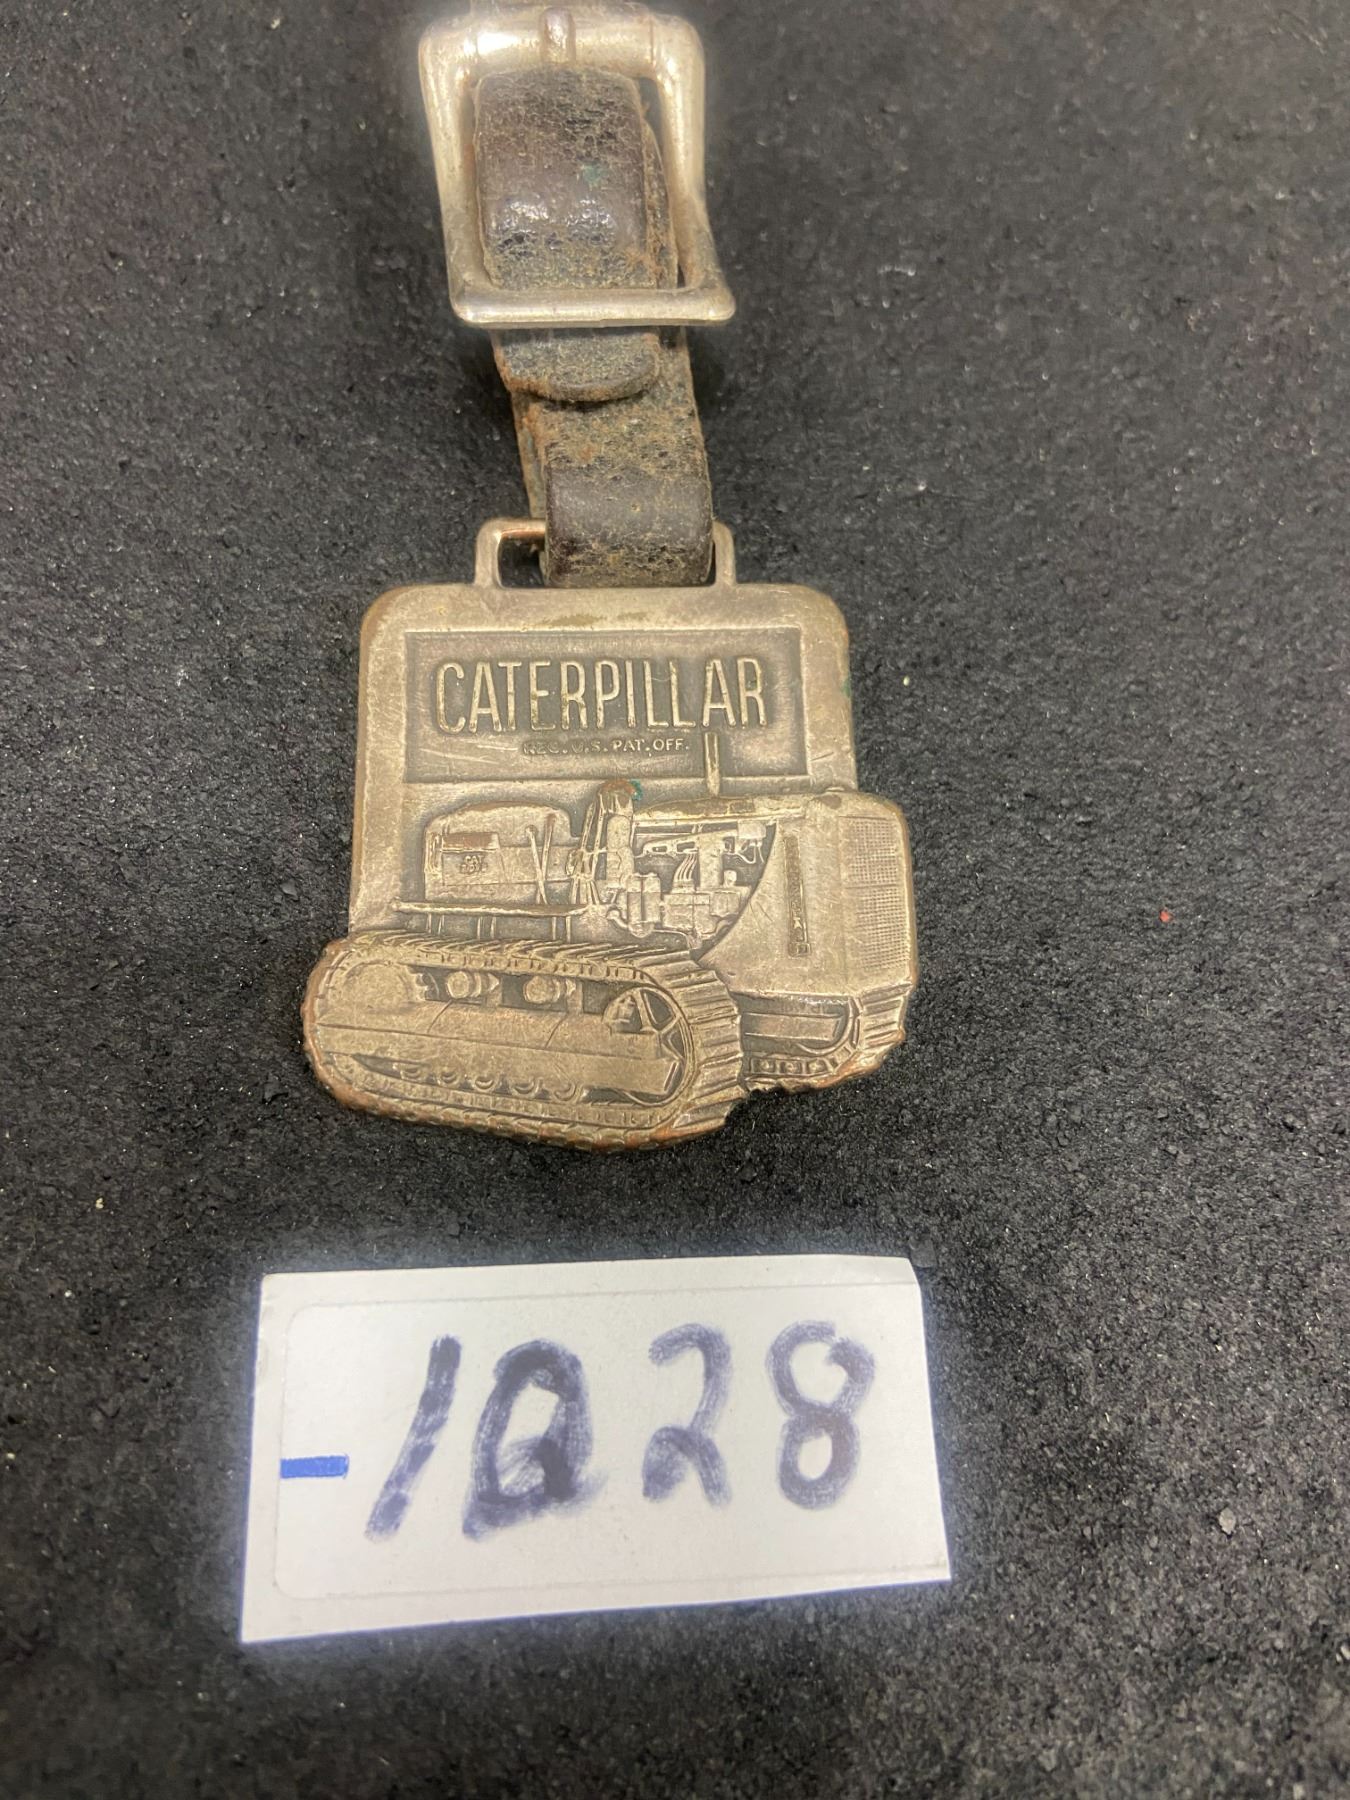 CATERPILLAR
REG. U.S. PAT. OFF.
-1028